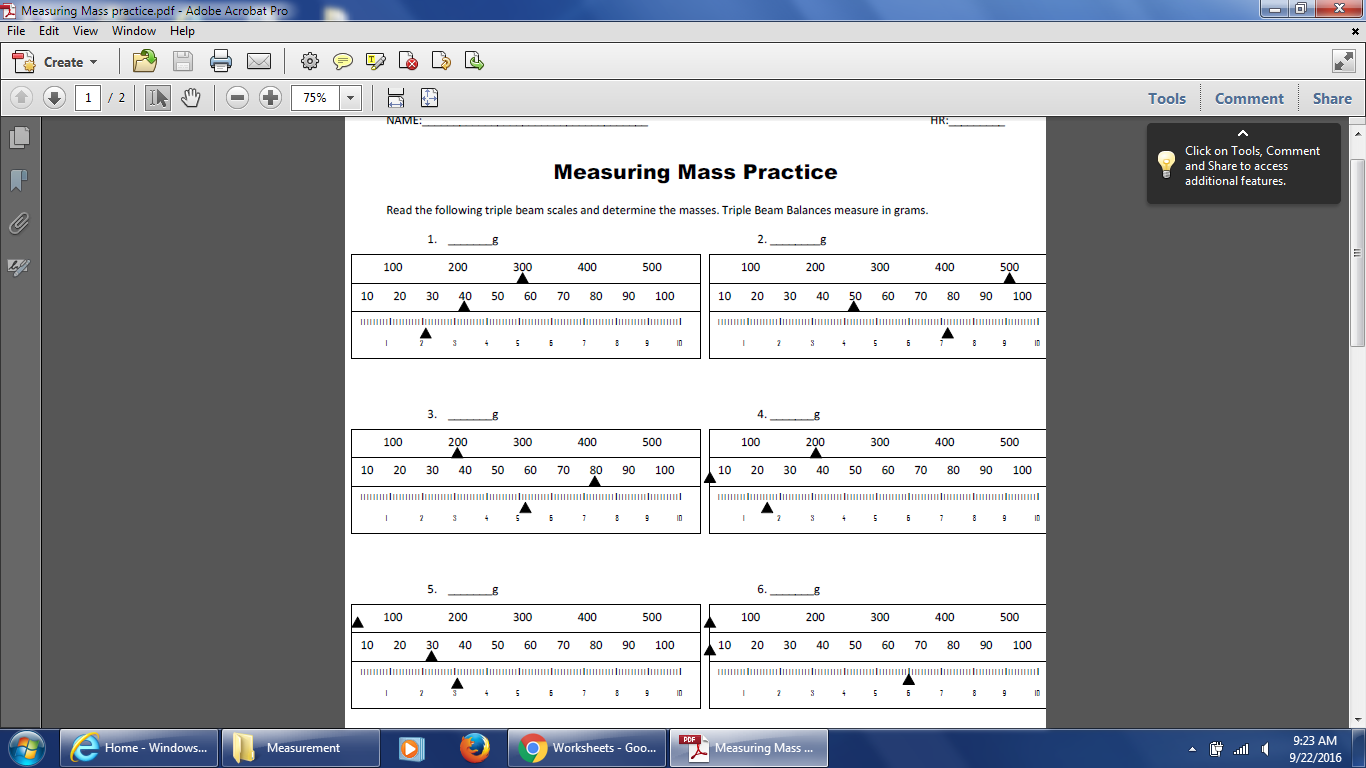 Measuring Mass practice.pdf - Adobe Acrobat Pro
File Edit View Window Help
Create
1 / 2 75% Tools Comment Share
Click on Tools, Comment
and Share to access
additional features.
NAME:____________________________________ HR:_________
Measuring Mass Practice
Read the following triple beam scales and determine the masses. Triple Beam Balances measure in grams.
1. _______g 2. ________g
100 200 300 400 500 100 200 300 400 500
10 20 30 40 50 60 70 80 90 100 10 20 30 40 50 60 70 80 90 100
1 2 3 4 5 6 7 8 9 10 1 2 3 4 5 6 7 8 9 10
3. _______g 4. _______g
100 200 300 400 500 100 200 300 400 500
10 20 30 40 50 60 70 80 90 100 10 20 30 40 50 60 70 80 90 100
1 2 3 4 5 6 7 8 9 10 1 2 3 4 5 6 7 8 9 10
5. _______g 6. _______g
100 200 300 400 500 100 200 300 400 500
10 20 30 40 50 60 70 80 90 100 10 20 30 40 50 60 70 80 90 100
1 2 3 4 5 6 7 8 9 10 1 2 3 4 5 6 7 8 9 10
Home - Windows... Measurement Worksheets - Goo... PDF Measuring Mass ... 9:23 AM
9/22/2016